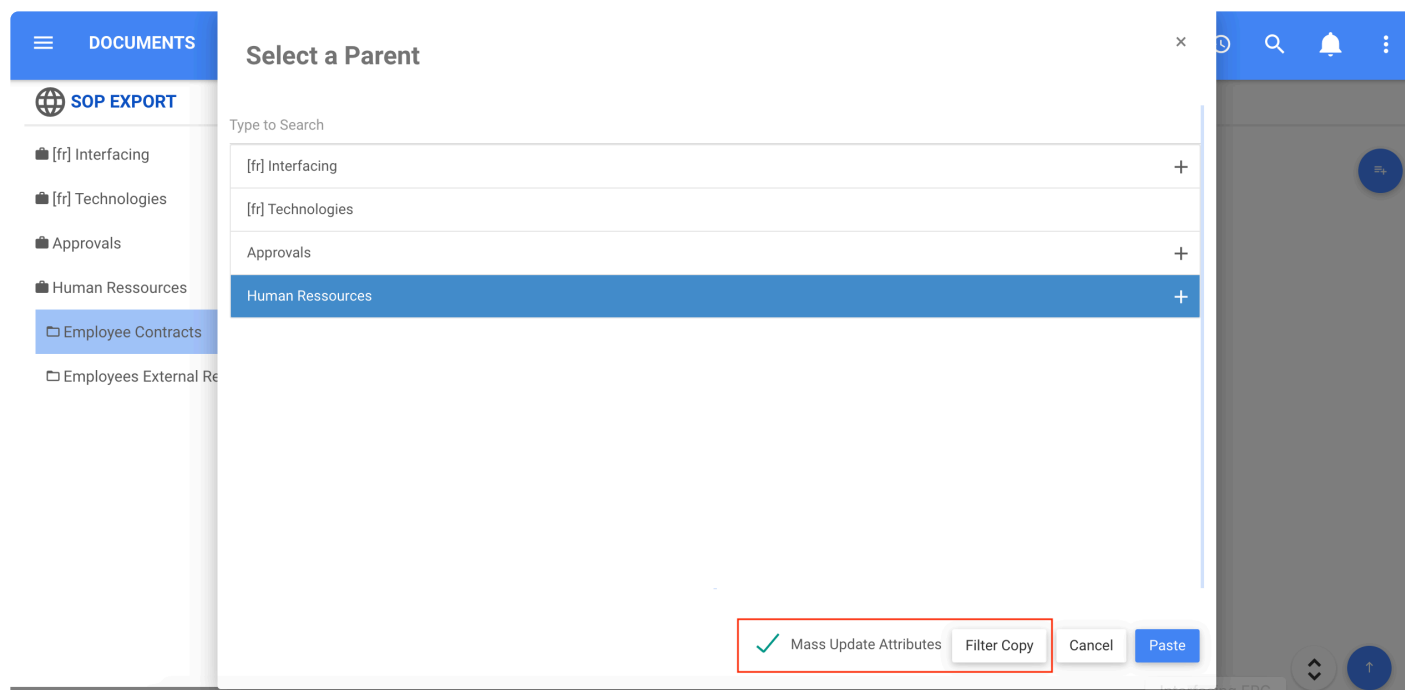 DOCUMENTS
Select a Parent
×
SOP EXPORT
Type to Search
[fr] Interfacing
[fr] Interfacing
[fr] Technologies
[fr] Technologies
Approvals
Approvals
Human Ressources
Human Ressources
Employee Contracts
Employees External Re
Mass Update Attributes
Filter Copy
Cancel
Paste